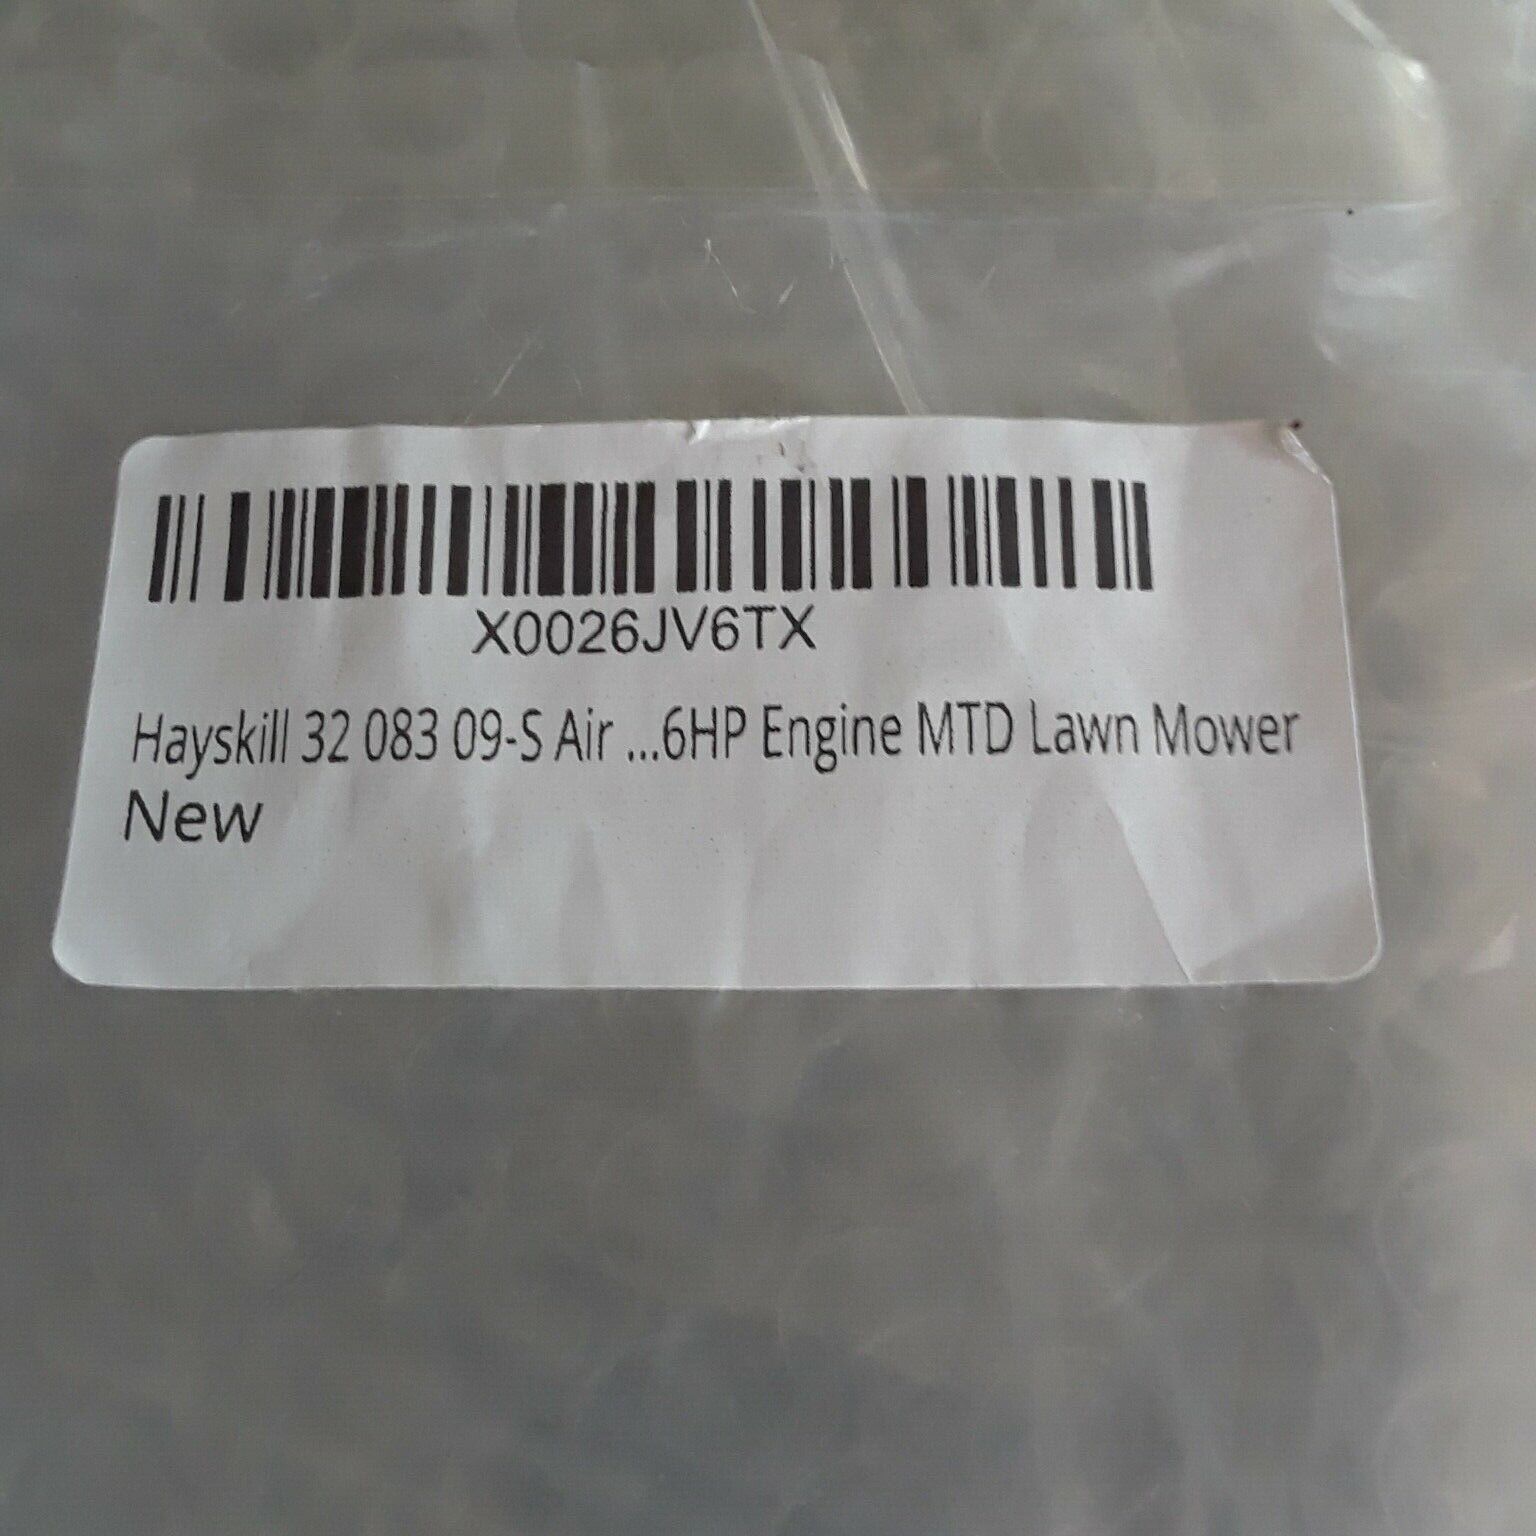 X0026JV6TX
Hayskill 32 083 09-S Air ...6HP Engine MTD Lawn Mower
New